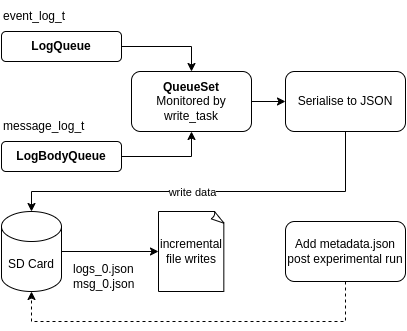 event_log_t
LogQueue
QueueSet
Monitored by
write_task
Serialise to JSON
message_log_t
LogBodyQueue
write data
SD Card
logs_0.json
msg_0.json
incremental
file writes
Add metadata.json
post experimental run